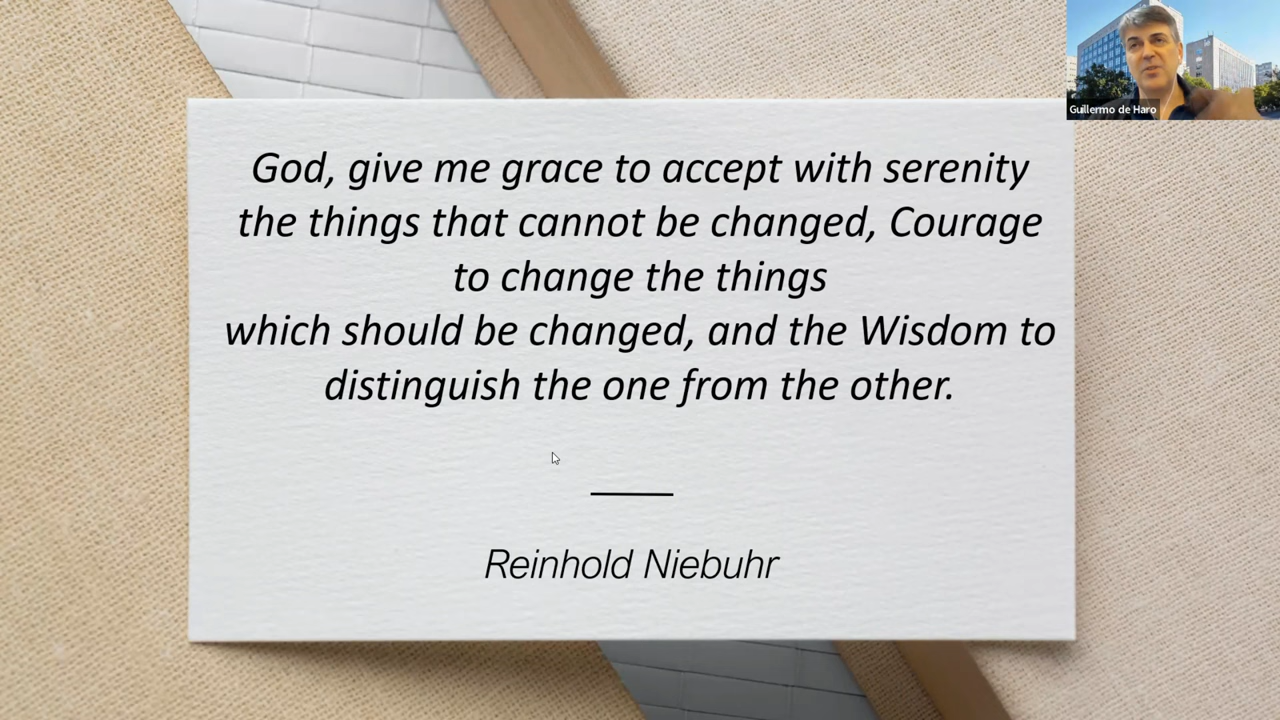 Guillermo de Haro
God, give me grace to accept with serenity
the things that cannot be changed, Courage
to change the things
which should be changed, and the Wisdom to
distinguish the one from the other.
Reinhold Niebuhr